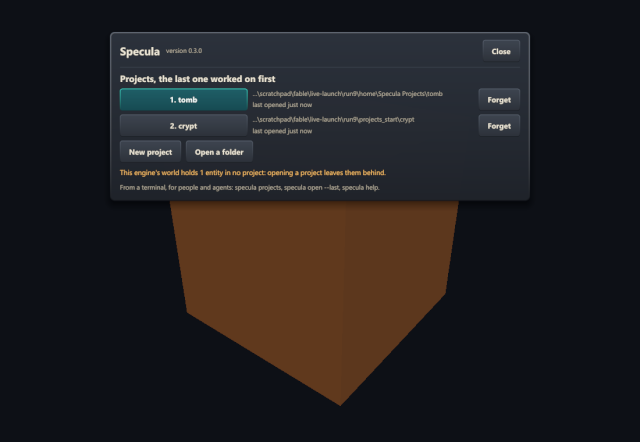 Specula version 0.3.0 Close
Projects, the last one worked on first
1. tomb ...\scratchpad\fable\live-launch\run9\home\Specula Projects\tomb Forget
last opened just now
2. crypt ...\scratchpad\fable\live-launch\run9\projects_start\crypt Forget
last opened just now
New project Open a folder
This engine's world holds 1 entity in no project: opening a project leaves them behind.
From a terminal, for people and agents: specula projects, specula open --last, specula help.